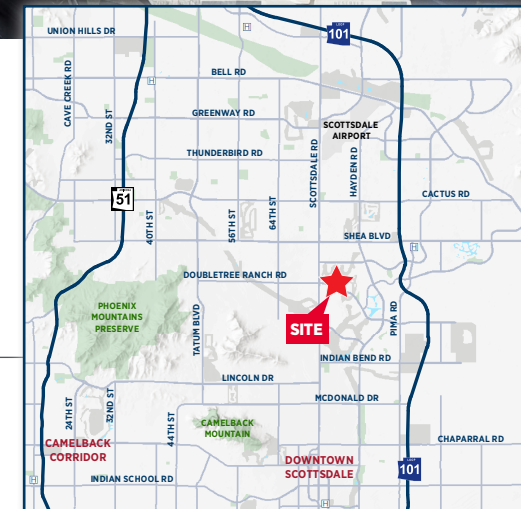 UNION HILLS DR
H
LOOP
101
BELL RD
H
CAVE CREEK RD
32ND ST
GREENWAY RD
SCOTTSDALE
AIRPORT
THUNDERBIRD RD
SCOTTSDALE RD
HAYDEN RD
51
CACTUS RD
40TH ST
56TH ST
64TH ST
SHEA BLVD
H
DOUBLETREE RANCH RD
PHOENIX
MOUNTAINS
PRESERVE
TATUM BLVD
SITE
PIMA RD
INDIAN BEND RD
LINCOLN DR
MCDONALD DR
24TH ST
32ND ST
44TH ST
CAMELBACK
MOUNTAIN
CAMELBACK
CORRIDOR
CHAPARRAL RD
DOWNTOWN
SCOTTSDALE
LOOP
101
INDIAN SCHOOL RD
H
H
H